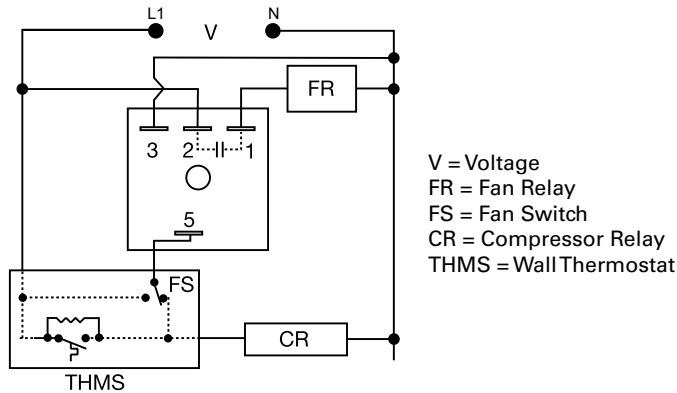 L1
V
N
FR
3
2
1
5
FS
CR
THMS
V = Voltage
FR = Fan Relay
FS = Fan Switch
CR = Compressor Relay
THMS = Wall Thermostat